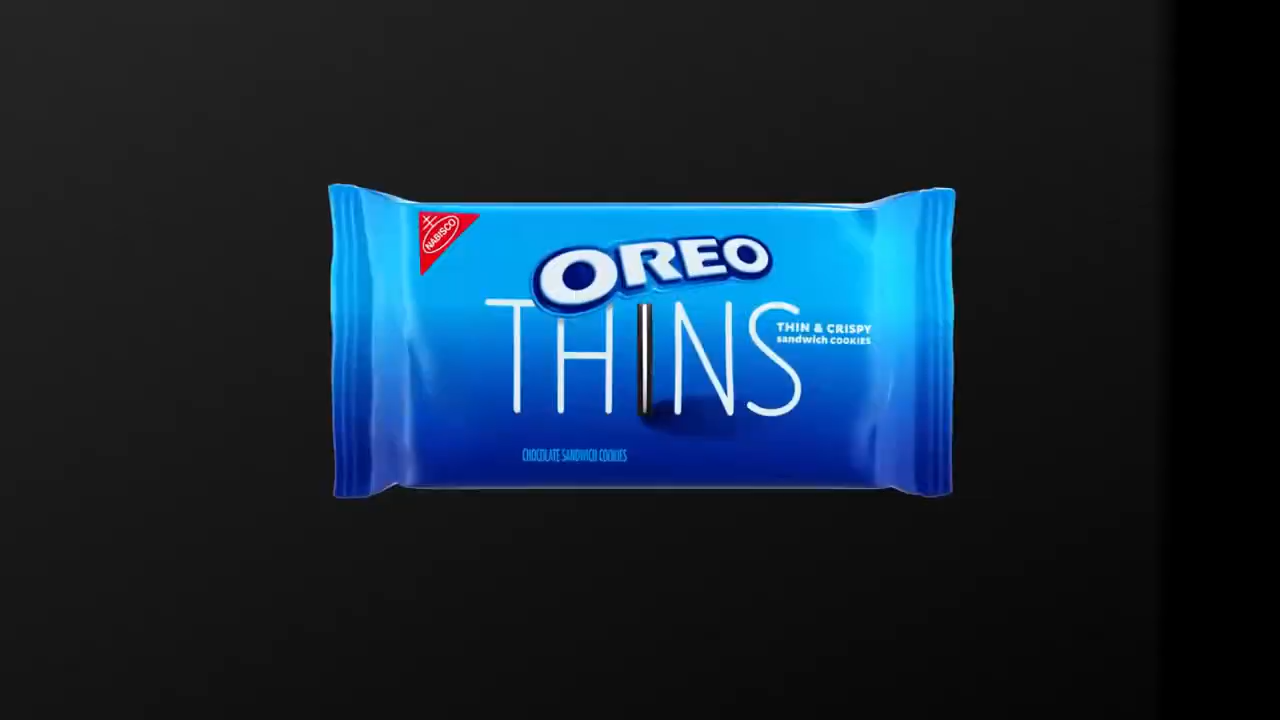 NABISCO
OREO
THINS
THIN & CRISPY
sandwich COOKIES
CHOCOLATE SANDWICH COOKIES